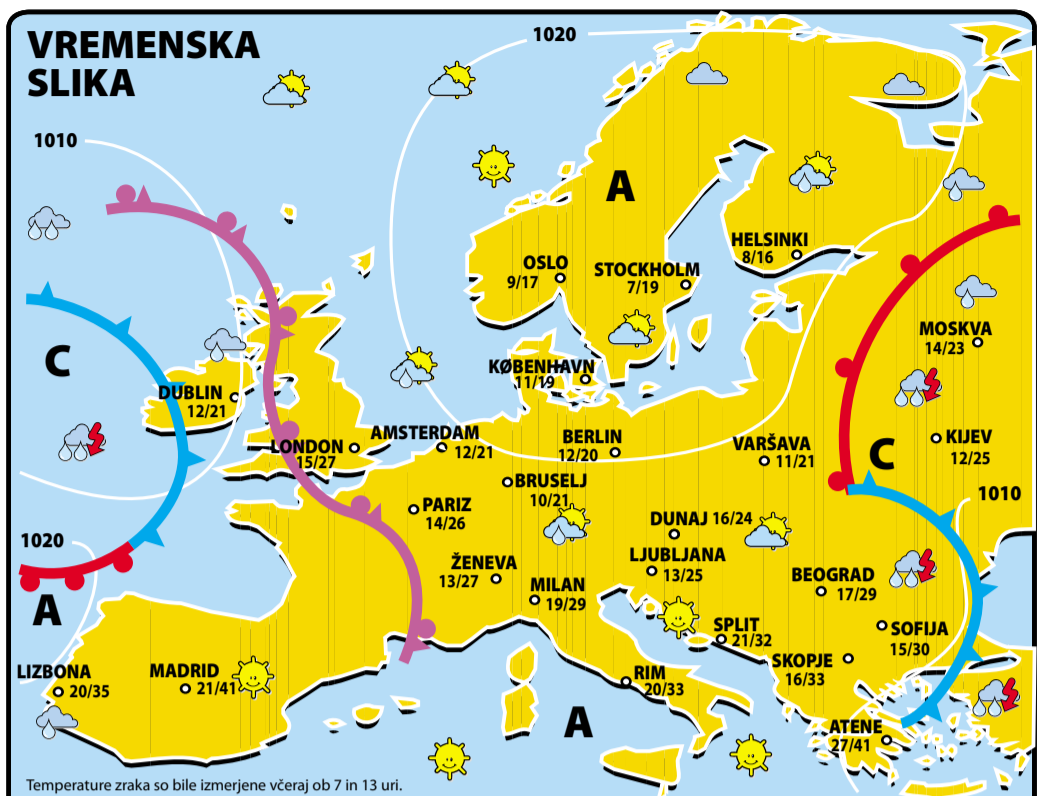 VREMENSKA
SLIKA
1020
1010
A
HELSINKI
8/16
OSLO
9/17
STOCKHOLM
7/19
MOSKVA
14/23
C
KØBENHAVN
11/19
DUBLIN
12/21
LONDON
15/27
AMSTERDAM
12/21
BERLIN
12/20
VARŠAVA
11/21
C
KIJEV
12/25
BRUSELJ
10/21
1010
PARIZ
14/26
DUNAJ 16/24
1020
LJUBLJANA
13/25
ŽENEVA
13/27
MILAN
19/29
BEOGRAD
17/29
A
SPLIT
21/32
SOFIJA
15/30
SKOPJE
16/33
LIZBONA
20/35
MADRID
21/41
RIM
20/33
A
ATENE
27/41
Temperature zraka so bile izmerjene včeraj ob 7 in 13 uri.